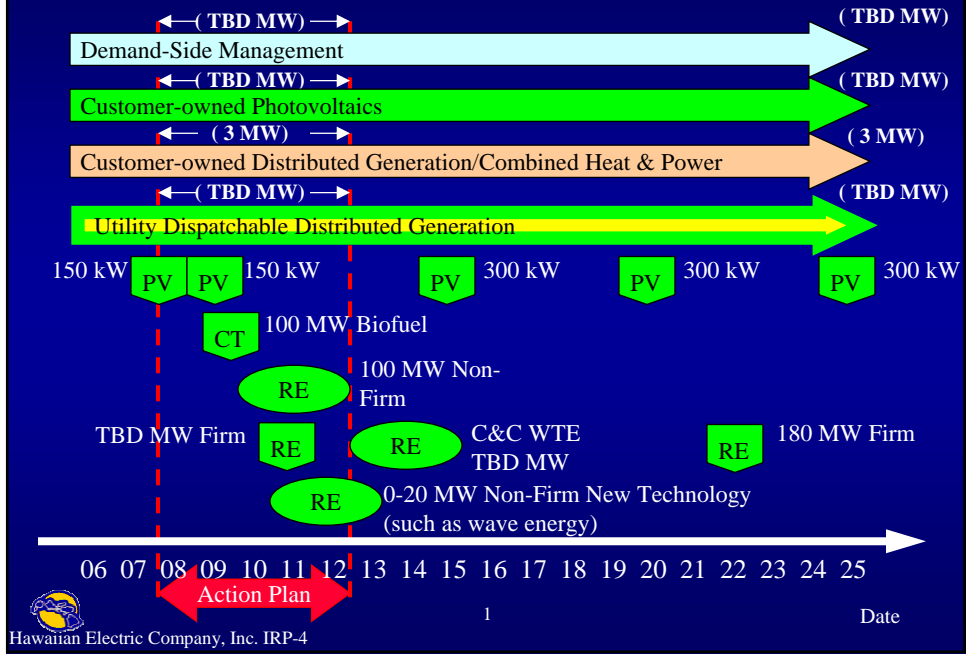 ( TBD MW) ( TBD MW)
Demand-Side Management
( TBD MW) ( TBD MW)
Customer-owned Photovoltaics
( 3 MW) ( 3 MW)
Customer-owned Distributed Generation/Combined Heat & Power
( TBD MW) ( TBD MW)
Utility Dispatchable Distributed Generation
150 kW PV PV 150 kW PV 300 kW PV 300 kW PV 300 kW
CT 100 MW Biofuel
RE 100 MW Non-
Firm
TBD MW Firm RE RE C&C WTE
TBD MW
RE 180 MW Firm
RE 0-20 MW Non-Firm New Technology
(such as wave energy)
06 07 08 09 10 11 12 13 14 15 16 17 18 19 20 21 22 23 24 25
Action Plan
1
Date
Hawaiian Electric Company, Inc. IRP-4